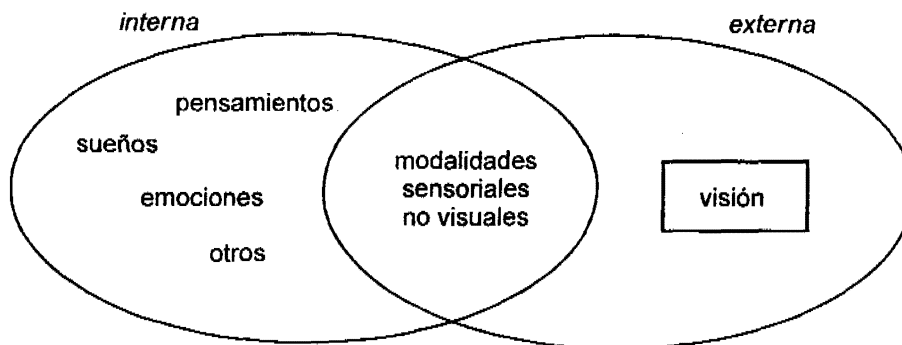 interna
externa
pensamientos
sueños
emociones
otros
modalidades
sensoriales
no visuales
visión